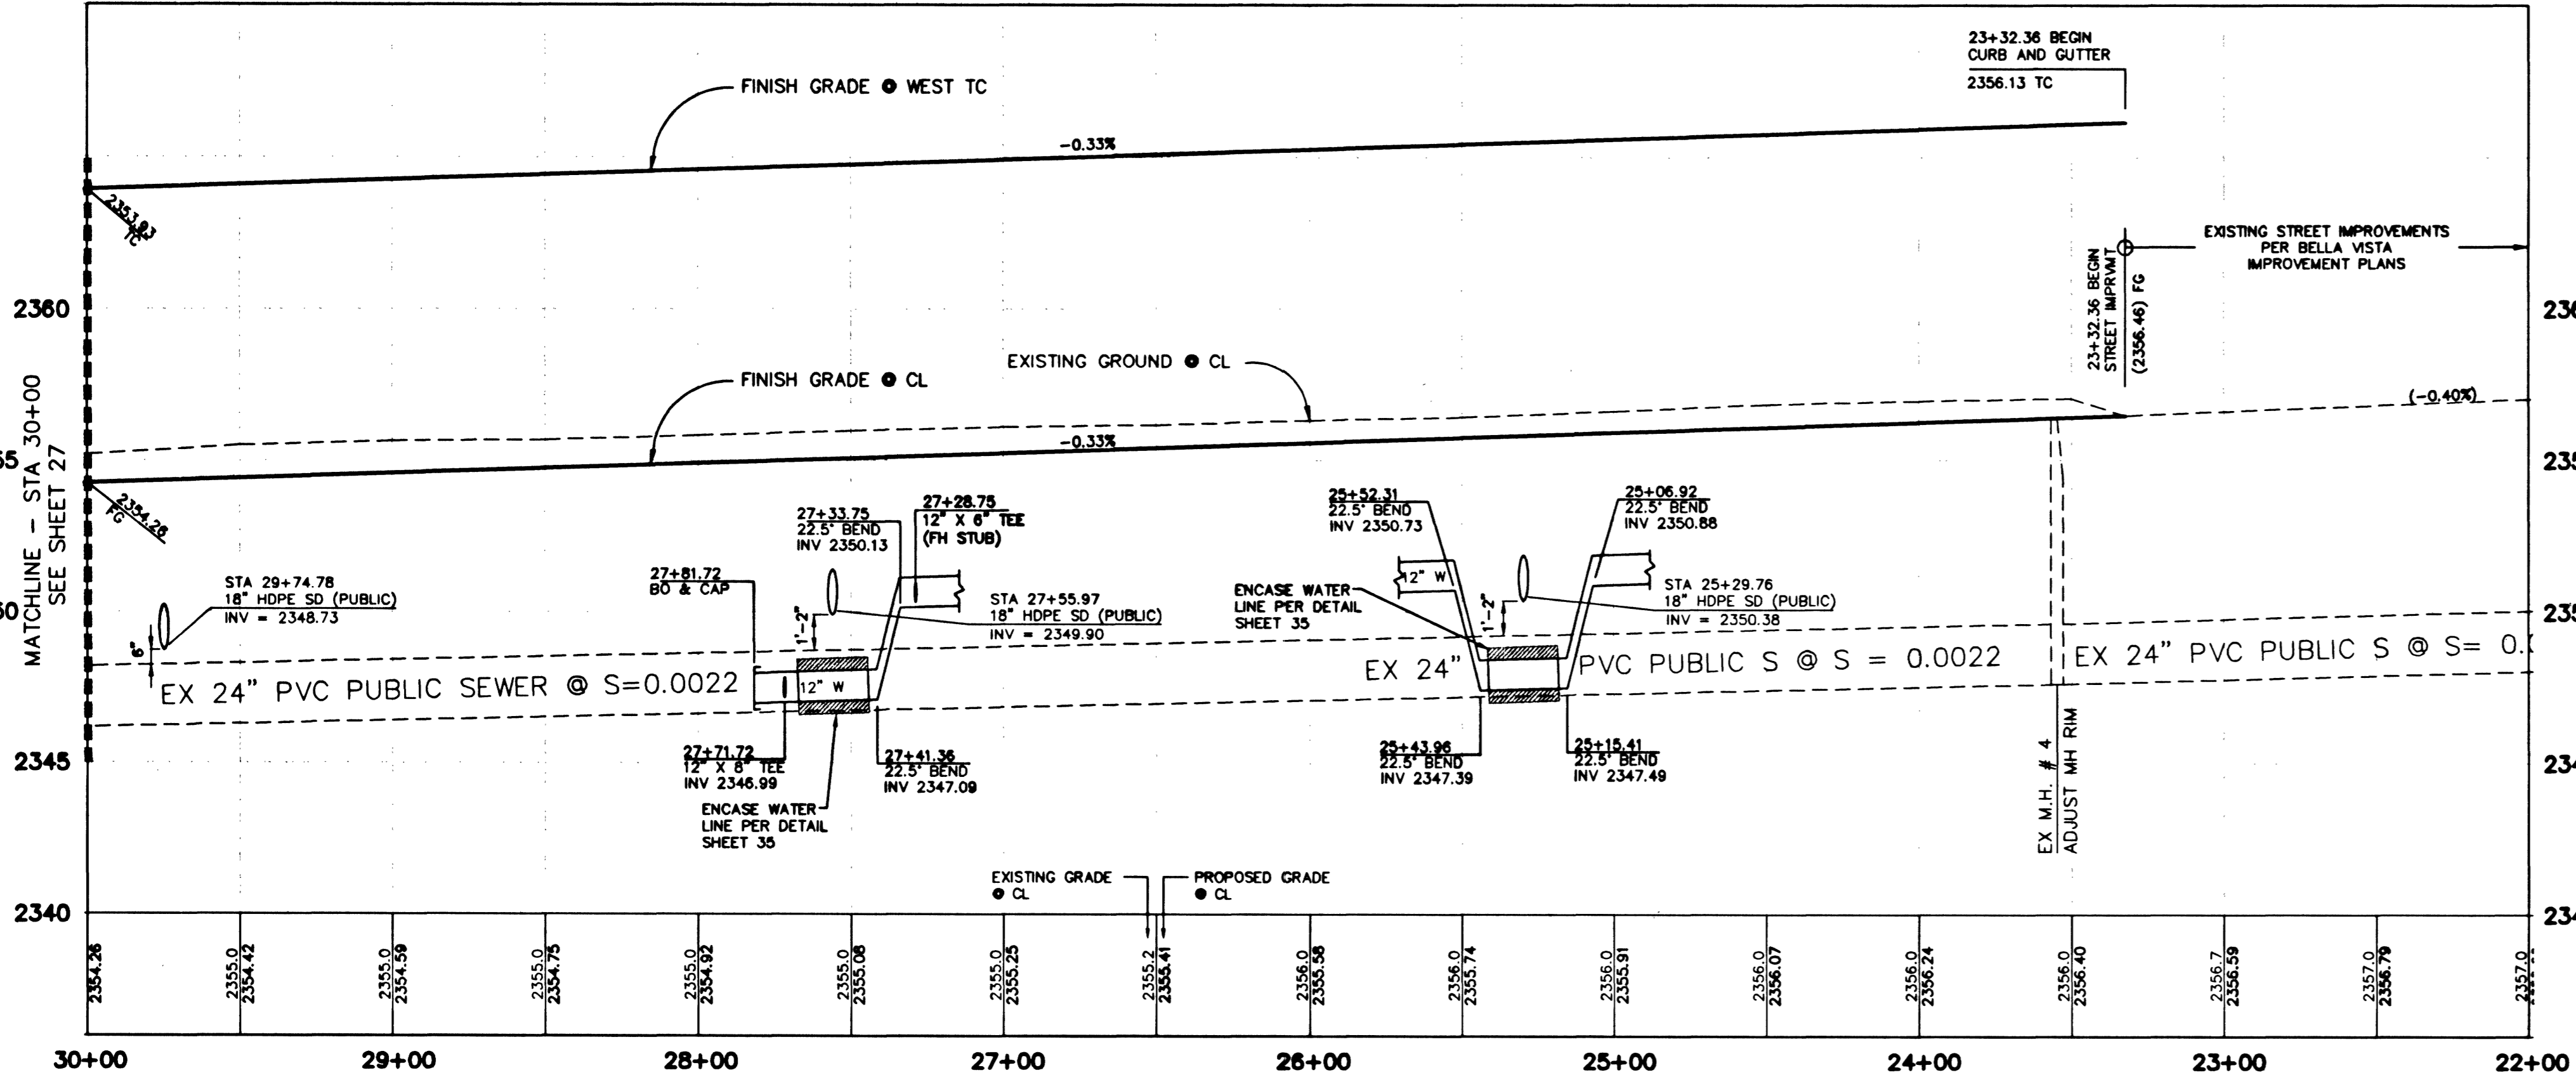 23+32.36 BEGIN
CURB AND GUTTER
2356.13 TC
FINISH GRADE @ WEST TC
-0.33%
2353.93
TC
EXISTING STREET IMPROVEMENTS
PER BELLA VISTA
IMPROVEMENT PLANS
23+32.36 BEGIN
STREET IMPRVMT
(2356.46) FG
2360
EXISTING GROUND @ CL
FINISH GRADE @ CL
(-0.40%)
-0.33%
MATCHLINE - STA 30+00
SEE SHEET 27
2354.26
FG
27+33.75
22.5° BEND
INV 2350.13
27+28.75
12" X 6" TEE
(FH STUB)
25+52.31
22.5° BEND
INV 2350.73
25+06.92
22.5° BEND
INV 2350.88
STA 29+74.78
18" HDPE SD (PUBLIC)
INV = 2348.73
6"
27+81.72
BO & CAP
1'-2"
STA 27+55.97
18" HDPE SD (PUBLIC)
INV = 2349.90
12" W
ENCASE WATER
LINE PER DETAIL
SHEET 35
1'-2"
STA 25+29.76
18" HDPE SD (PUBLIC)
INV = 2350.38
EX 24" PVC PUBLIC SEWER @ S=0.0022
12" W
EX 24"
PVC PUBLIC S @ S = 0.0022
EX 24" PVC PUBLIC S @ S= 0.
2345
27+71.72
12" X 8" TEE
INV 2346.99
27+41.36
22.5° BEND
INV 2347.09
25+43.96
22.5° BEND
INV 2347.39
25+15.41
22.5° BEND
INV 2347.49
ENCASE WATER
LINE PER DETAIL
SHEET 35
EX M.H. # 4
ADJUST MH RIM
EXISTING GRADE
@ CL
PROPOSED GRADE
@ CL
2340
2354.26
2355.0
2354.42
2355.0
2354.59
2355.0
2354.75
2355.0
2354.92
2355.0
2355.08
2355.0
2355.25
2355.2
2355.41
2356.0
2355.58
2356.0
2355.74
2356.0
2355.91
2356.0
2356.07
2356.0
2356.24
2356.0
2356.40
2356.7
2356.59
2357.0
2356.79
2357.0
30+00
29+00
28+00
27+00
26+00
25+00
24+00
23+00
22+00